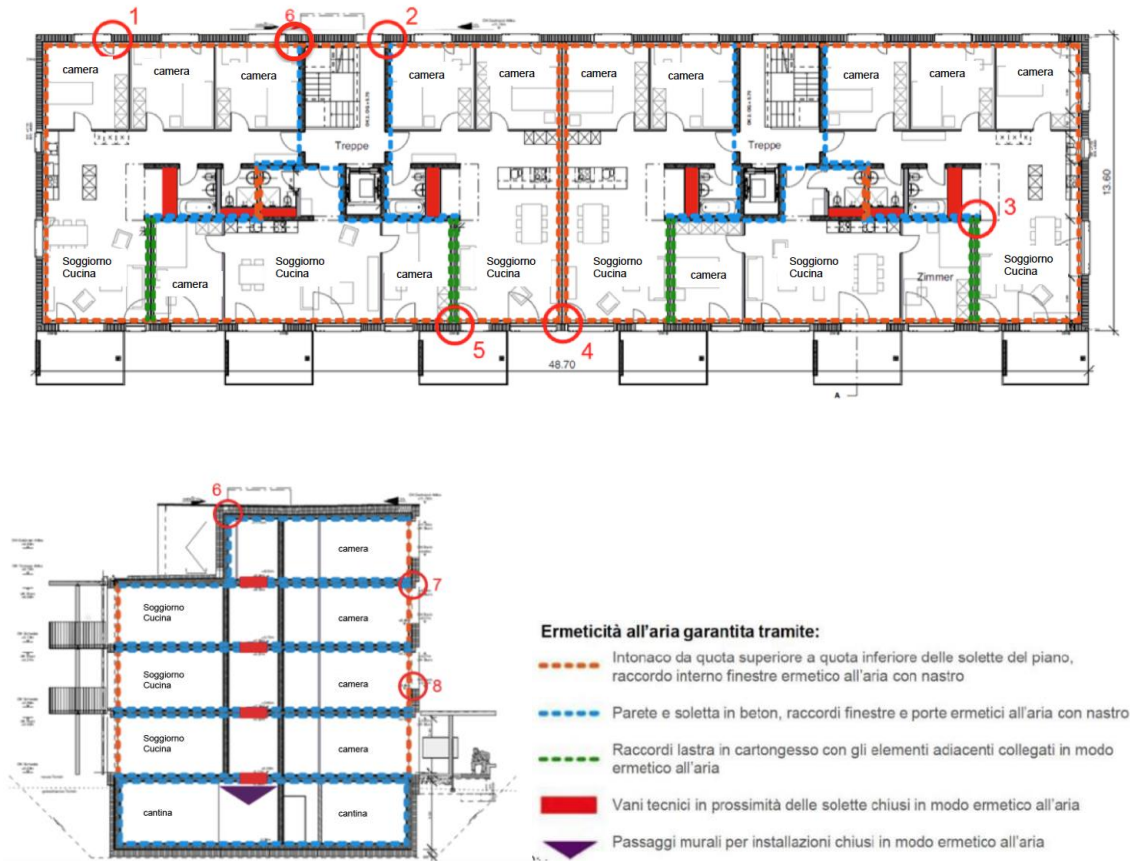 1
6
2
camera
camera
camera
camera
camera
camera
camera
camera
camera
camera
Treppe
Treppe
13.60
3
Soggiorno
Cucina
camera
Soggiorno
Cucina
camera
Soggiorno
Cucina
Soggiorno
Cucina
camera
Soggiorno
Cucina
Zimmer
Soggiorno
Cucina
5
4
48.70
A
6
camera
7
Soggiorno
Cucina
camera
Soggiorno
Cucina
camera
8
Soggiorno
Cucina
camera
cantina
cantina
Ermeticità all'aria garantita tramite:
Intonaco da quota superiore a quota inferiore delle solette del piano,
raccordo interno finestre ermetico all'aria con nastro
Parete e soletta in beton, raccordi finestre e porte ermetici all'aria con nastro
Raccordi lastra in cartongesso con gli elementi adiacenti collegati in modo
ermetico all'aria
Vani tecnici in prossimità delle solette chiusi in modo ermetico all'aria
Passaggi murali per installazioni chiusi in modo ermetico all'aria